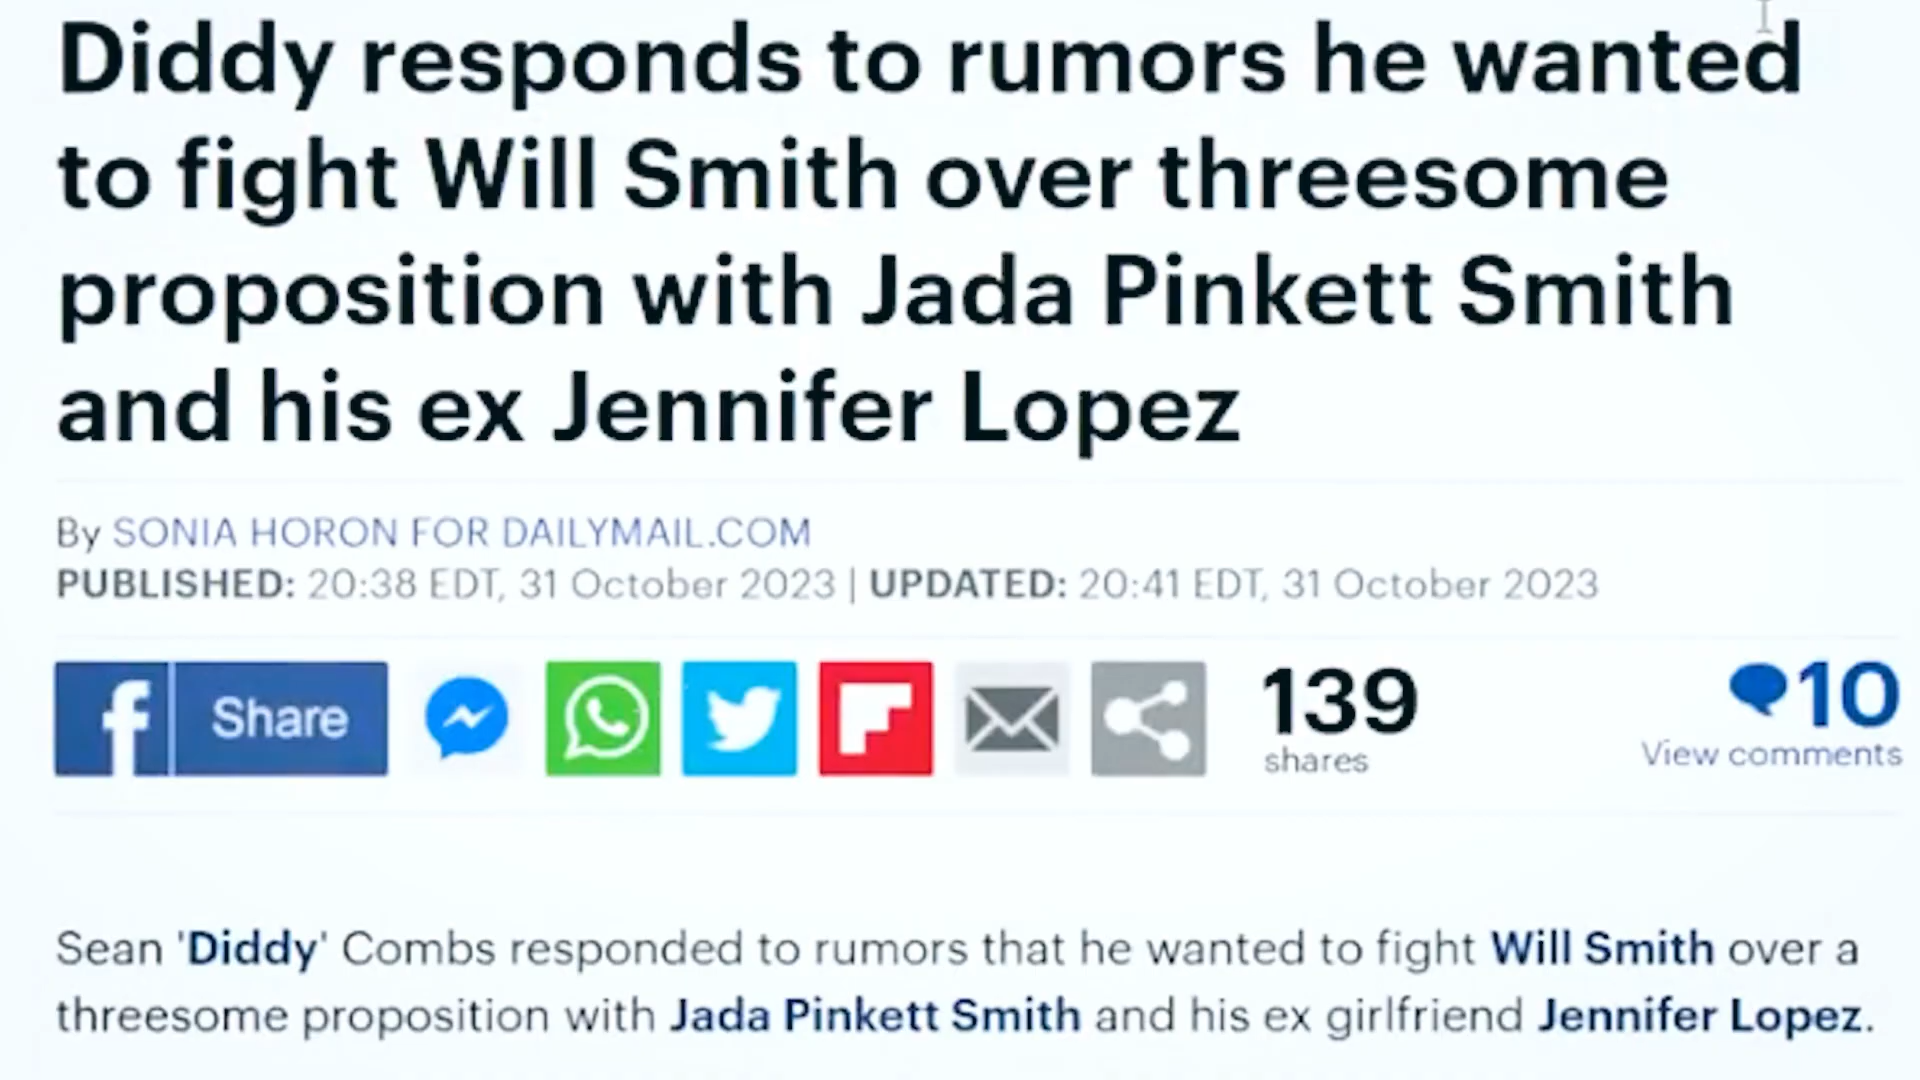 Diddy responds to rumors he wanted
to fight Will Smith over threesome
proposition with Jada Pinkett Smith
and his ex Jennifer Lopez
By SONIA HORON FOR DAILYMAIL.COM
PUBLISHED: 20:38 EDT, 31 October 2023 | UPDATED: 20:41 EDT, 31 October 2023
f Share 139 10
shares View comments
Sean 'Diddy' Combs responded to rumors that he wanted to fight Will Smith over a
threesome proposition with Jada Pinkett Smith and his ex girlfriend Jennifer Lopez.